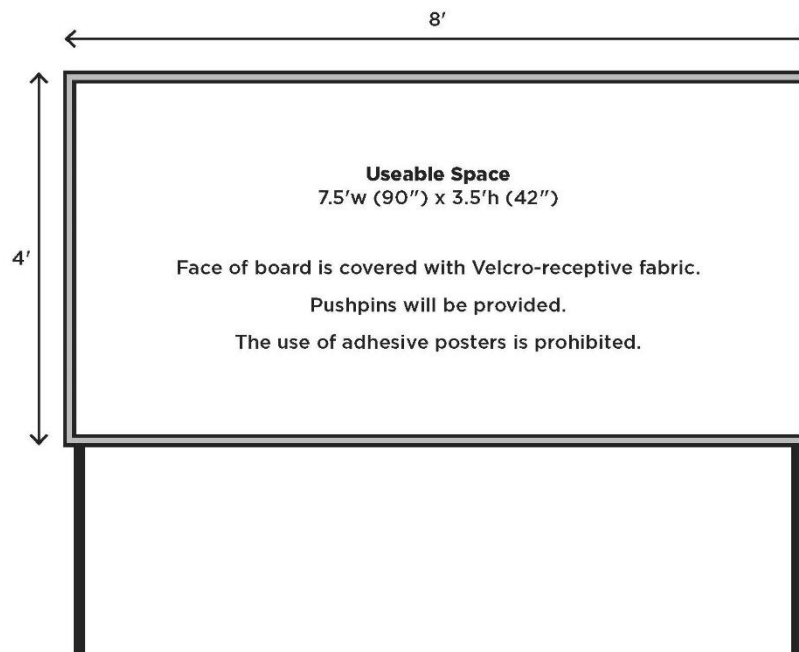 8'
Useable Space
7.5'w (90") x 3.5'h (42")
4'
Face of board is covered with Velcro-receptive fabric.
Pushpins will be provided.
The use of adhesive posters is prohibited.